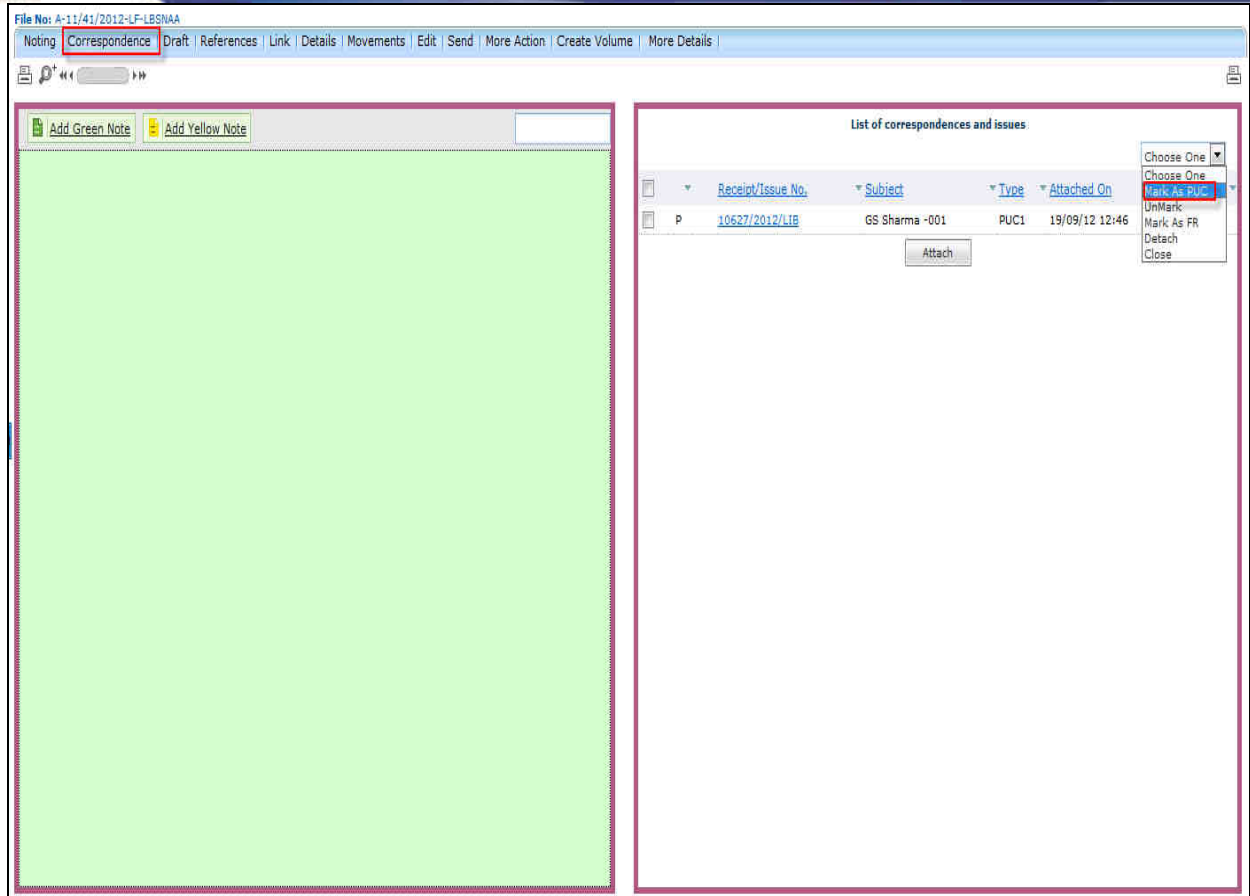 File No: A-11/41/2012-LF-LBSNAA
Noting | Correspondence | Draft | References | Link | Details | Movements | Edit | Send | More Action | Create Volume | More Details |
Add Green Note Add Yellow Note
List of correspondences and issues
Choose One
Choose One
Mark As PUC
UnMark
Mark As FR
Detach
Close
Receipt/Issue No. Subject Type Attached On
P 10627/2012/LIB GS Sharma -001 PUC1 19/09/12 12:46
Attach